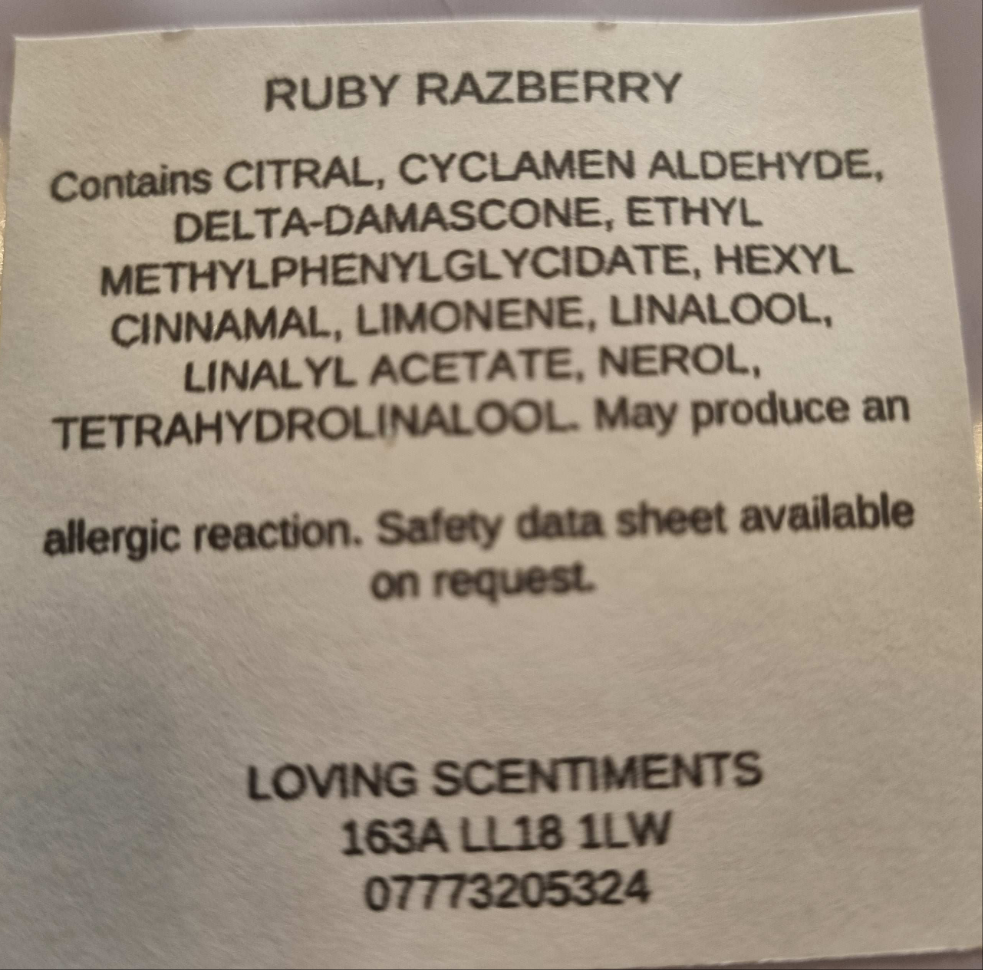 RUBY RAZBERRY
Contains CITRAL, CYCLAMEN ALDEHYDE,
DELTA-DAMASCONE, ETHYL
METHYLPHENYLGLYCIDATE, HEXYL
CINNAMAL, LIMONENE, LINALOOL,
LINALYL ACETATE, NEROL,
TETRAHYDROLINALOOL. May produce an
allergic reaction. Safety data sheet available
on request.
LOVING SCENTIMENTS
163A LL18 1LW
07773205324